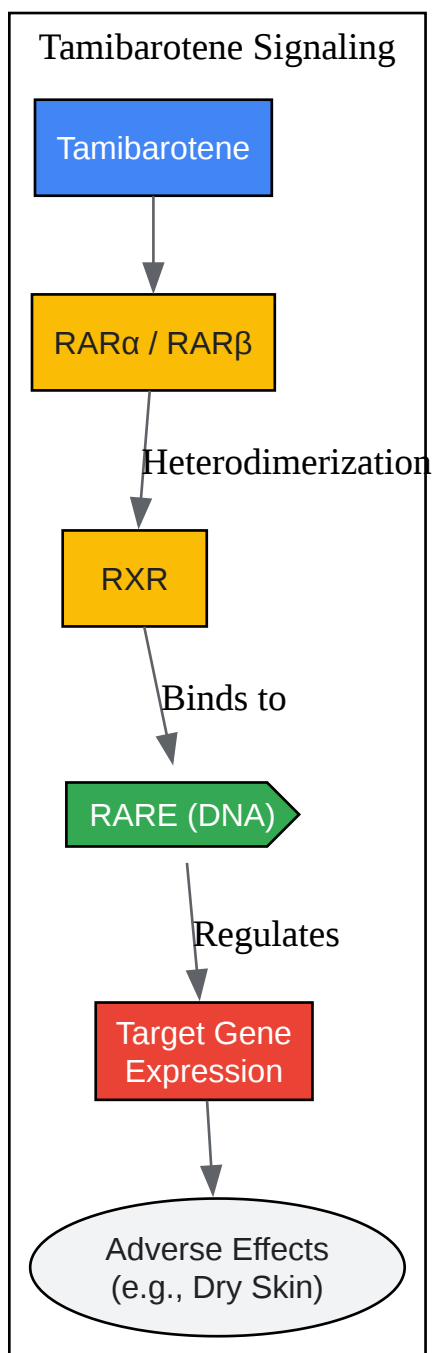 Tamibarotene Signaling
Tamibarotene
RARα / RARβ
Heterodimerization
RXR
Binds to
RARE (DNA)
Regulates
Target Gene
Expression
Adverse Effects
(e.g., Dry Skin)